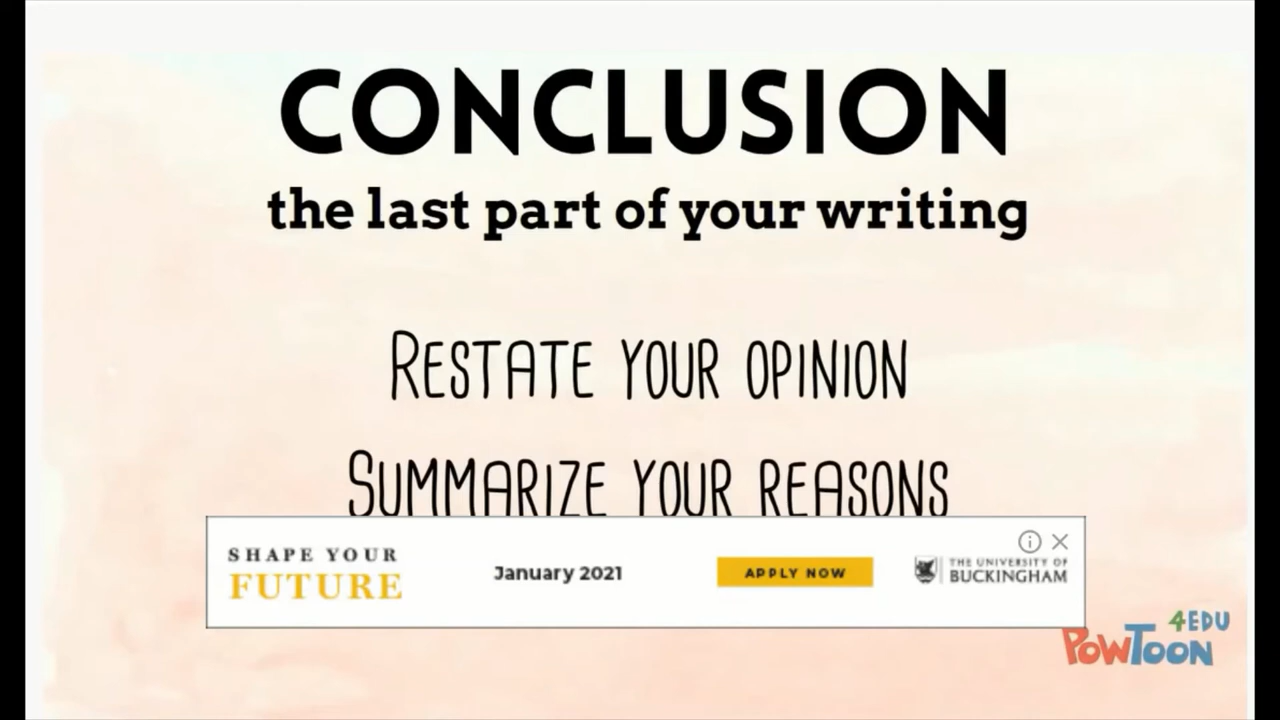 CONCLUSION
the last part of your writing
RESTATE YOUR OPINION
SUMMARIZE YOUR REASONS
SHAPE YOUR
FUTURE
January 2021
APPLY NOW
THE UNIVERSITY OF
BUCKINGHAM
4EDU
POWTOON